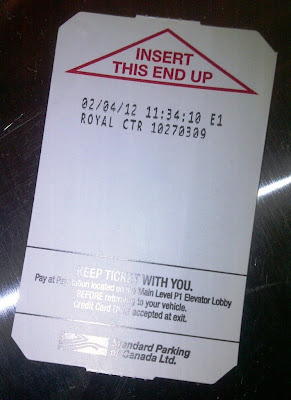 INSERT
THIS END UP
02/04/12 11:34:10 E1
ROYAL CTR 10270309
KEEP TICKET WITH YOU.
Pay at Pay Station located on Main Level P1 Elevator Lobby
BEFORE returning to your vehicle.
Credit Card accepted at exit.
Standard Parking
of Canada Ltd.